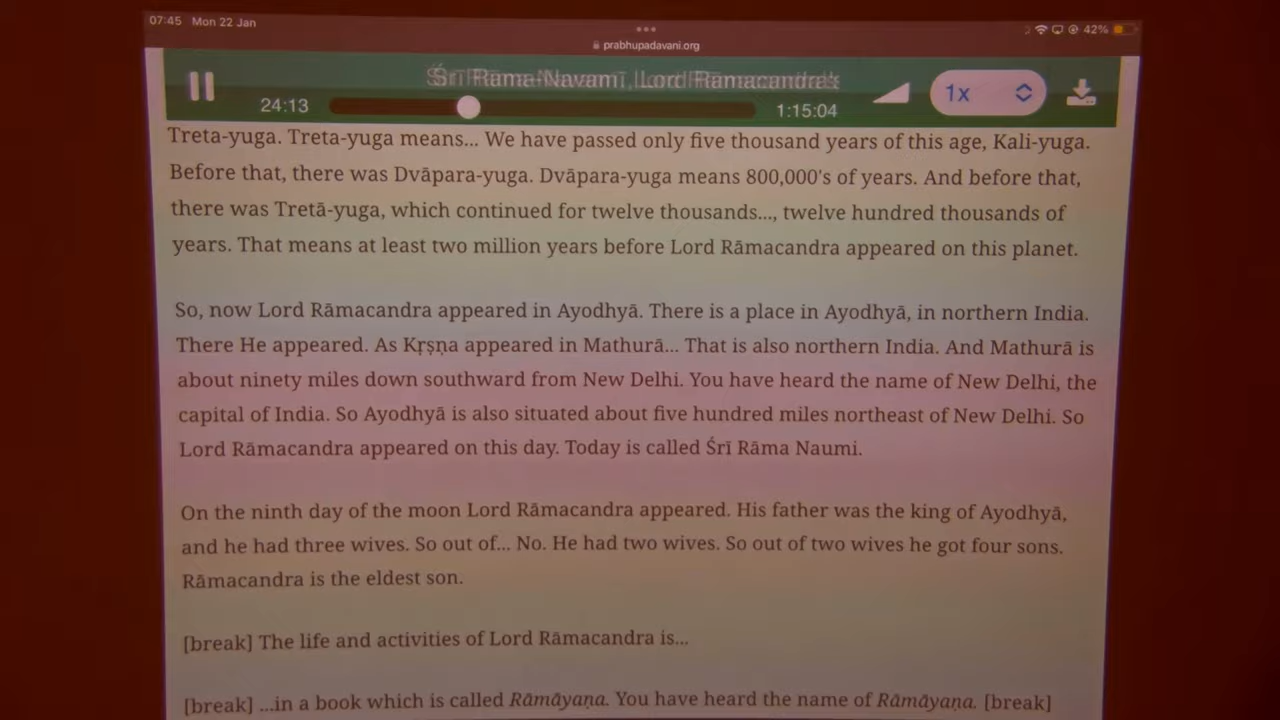 07:45 Mon 22 Jan
42%
prabhupadavani.org
Śrī Rāma-Navamī, Lord Rāmacandra's
24:13
1:15:04
1x
Treta-yuga. Treta-yuga means... We have passed only five thousand years of this age, Kali-yuga.
Before that, there was Dvāpara-yuga. Dvāpara-yuga means 800,000's of years. And before that,
there was Tretā-yuga, which continued for twelve thousands..., twelve hundred thousands of
years. That means at least two million years before Lord Rāmacandra appeared on this planet.
So, now Lord Rāmacandra appeared in Ayodhyā. There is a place in Ayodhyā, in northern India.
There He appeared. As Kṛṣṇa appeared in Mathurā... That is also northern India. And Mathurā is
about ninety miles down southward from New Delhi. You have heard the name of New Delhi, the
capital of India. So Ayodhyā is also situated about five hundred miles northeast of New Delhi. So
Lord Rāmacandra appeared on this day. Today is called Śrī Rāma Naumi.
On the ninth day of the moon Lord Rāmacandra appeared. His father was the king of Ayodhyā,
and he had three wives. So out of... No. He had two wives. So out of two wives he got four sons.
Rāmacandra is the eldest son.
[break] The life and activities of Lord Rāmacandra is...
[break] ...in a book which is called Rāmāyaṇa. You have heard the name of Rāmāyaṇa. [break]